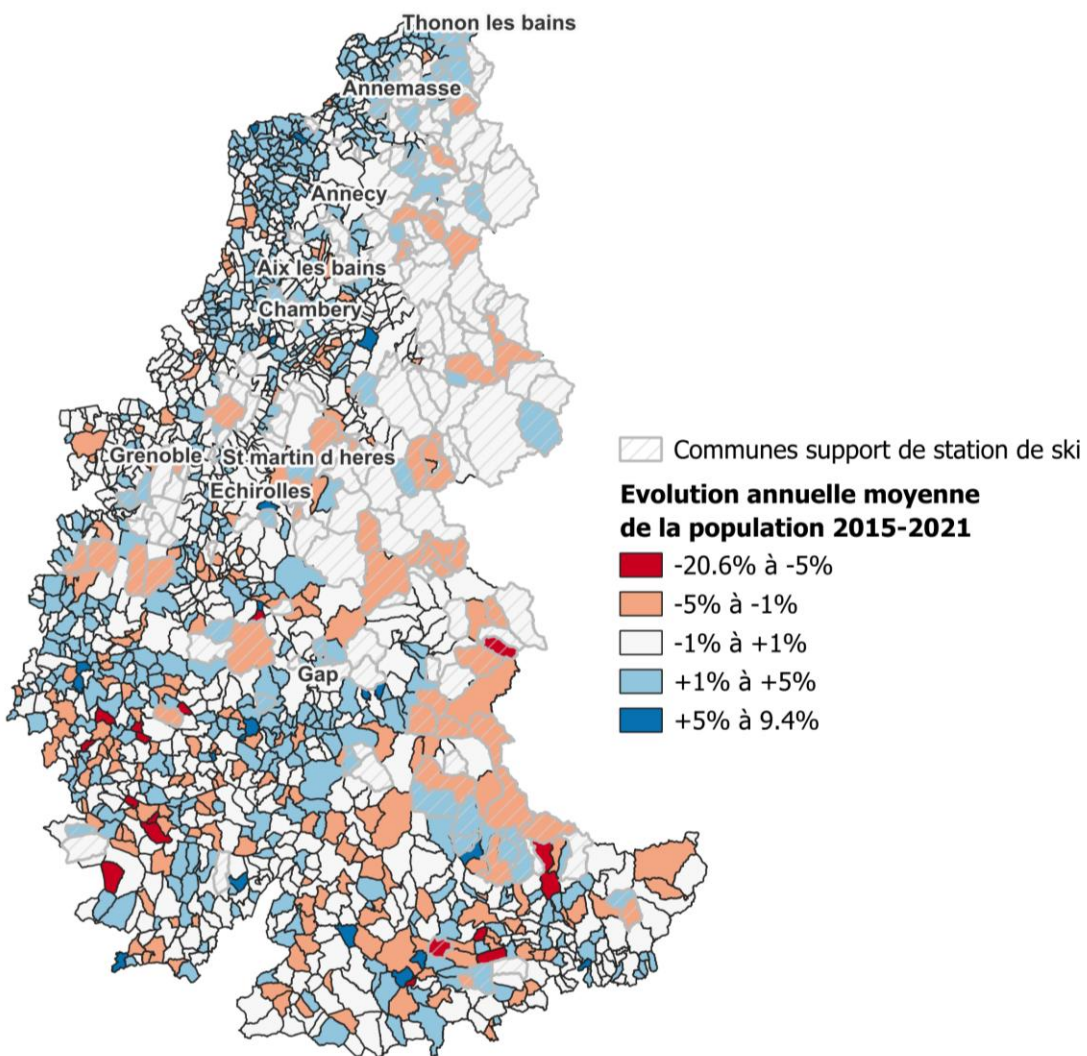 Thonon les bains
Annemasse
Annecy
Aix les bains
Chambery
Grenoble
St martin d heres
Echirolles
Gap
Communes support de station de ski
Evolution annuelle moyenne
de la population 2015-2021
-20.6% à -5%
-5% à -1%
-1% à +1%
+1% à +5%
+5% à 9.4%